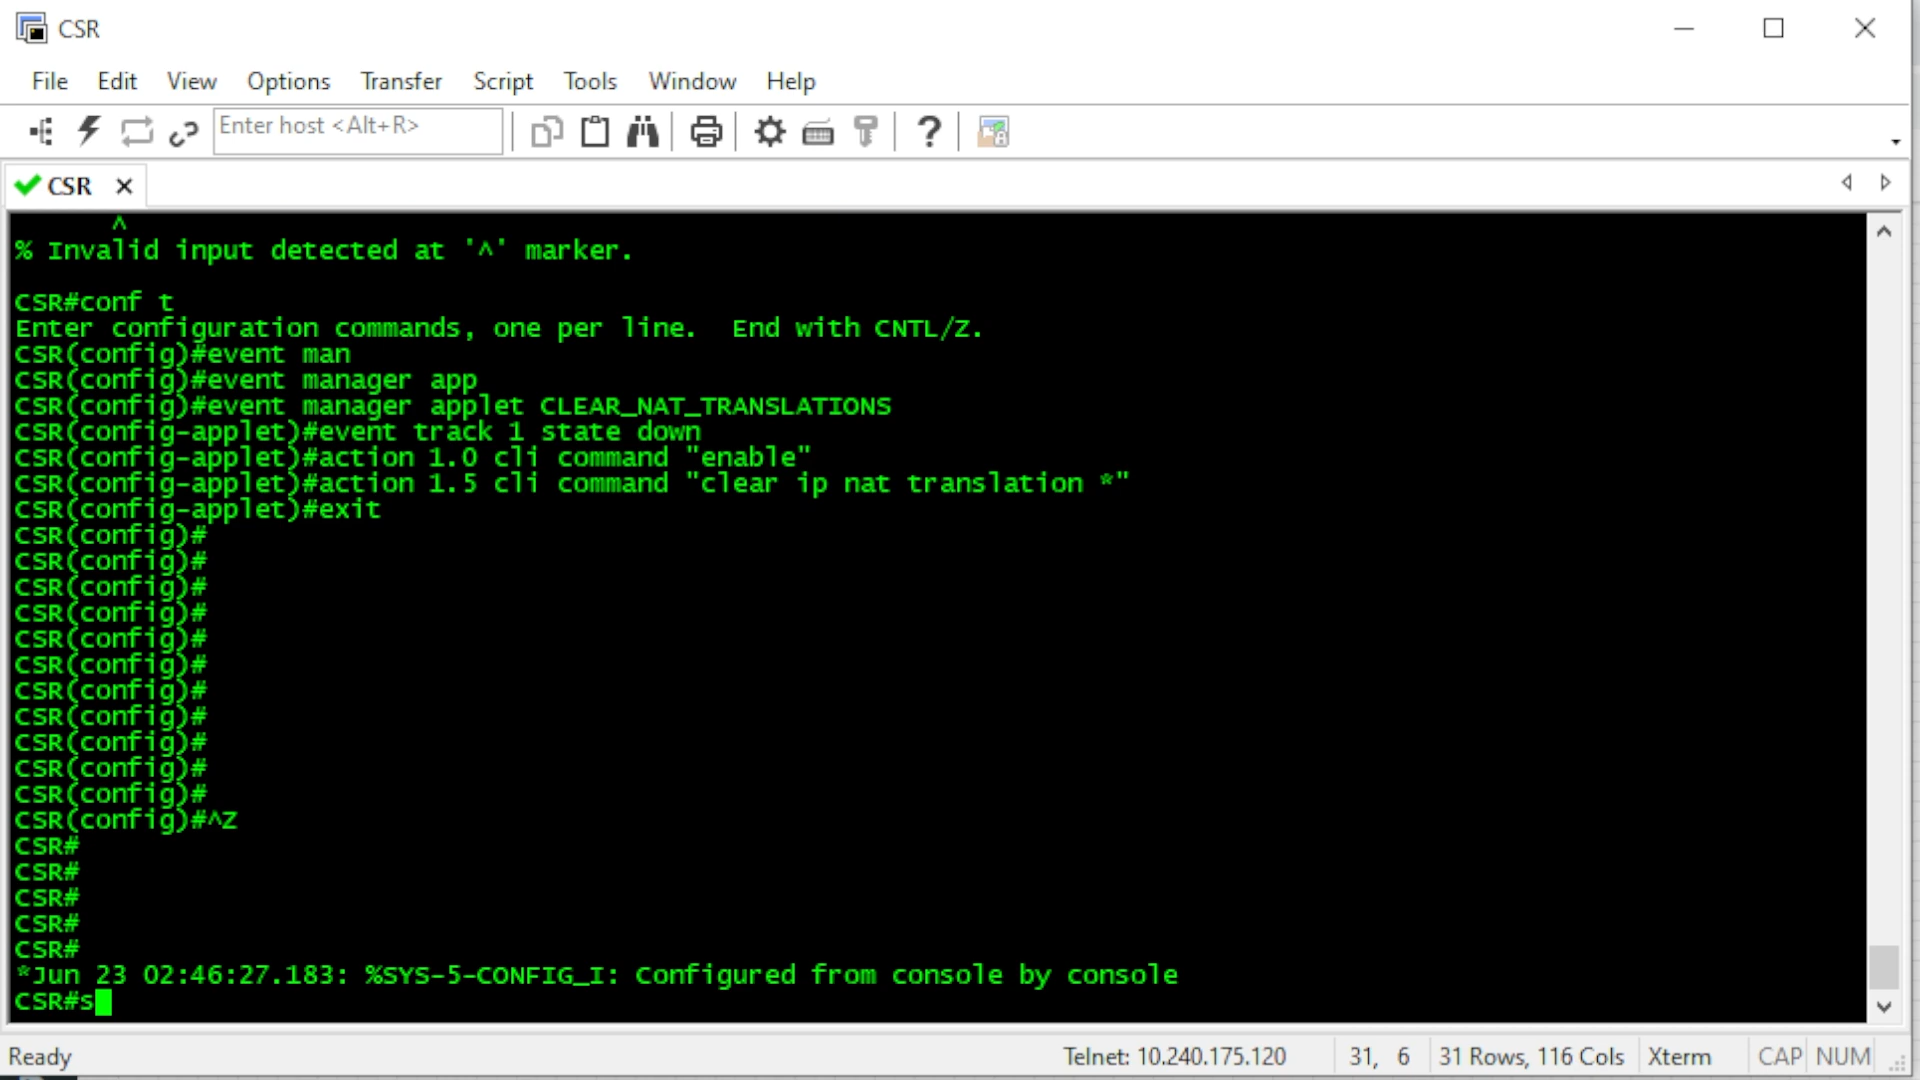 CSR
File Edit View Options Transfer Script Tools Window Help
Enter host <Alt+R>
CSR
^
% Invalid input detected at '^' marker.
CSR#conf t
Enter configuration commands, one per line.  End with CNTL/Z.
CSR(config)#event man
CSR(config)#event manager app
CSR(config)#event manager applet CLEAR_NAT_TRANSLATIONS
CSR(config-applet)#event track 1 state down
CSR(config-applet)#action 1.0 cli command "enable"
CSR(config-applet)#action 1.5 cli command "clear ip nat translation *"
CSR(config-applet)#exit
CSR(config)#
CSR(config)#
CSR(config)#
CSR(config)#
CSR(config)#
CSR(config)#
CSR(config)#
CSR(config)#
CSR(config)#
CSR(config)#
CSR(config)#
CSR(config)#^Z
CSR#
CSR#
CSR#
CSR#
CSR#
*Jun 23 02:46:27.183: %SYS-5-CONFIG_I: Configured from console by console
CSR#s
Ready Telnet: 10.240.175.120 31, 6 31 Rows, 116 Cols Xterm CAP NUM